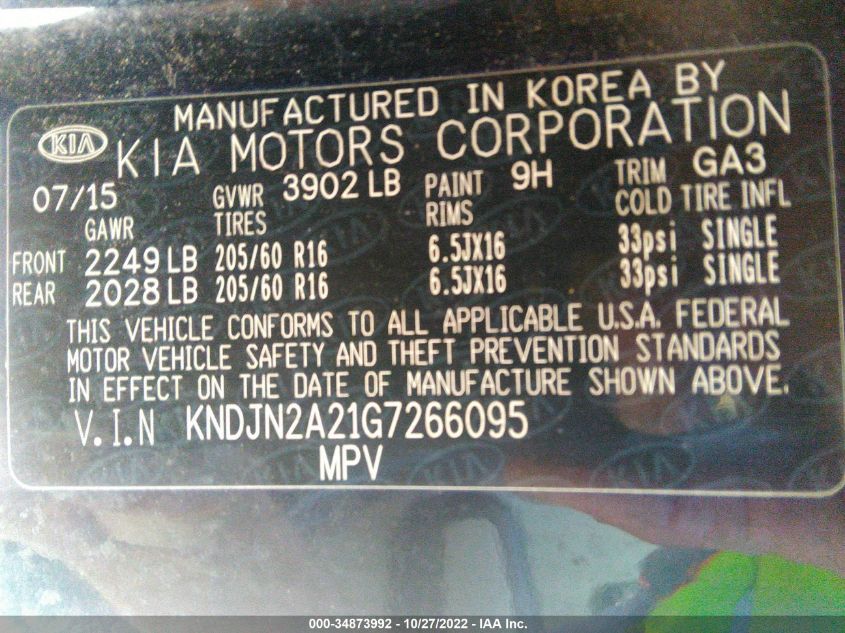 MANUFACTURED IN KOREA BY
KIA KIA MOTORS CORPORATION
07/15 GVWR 3902 LB PAINT 9H TRIM GA3
GAWR TIRES RIMS COLD TIRE INFL
FRONT 2249 LB 205/60 R16 6.5JX16 33psi SINGLE
REAR 2028 LB 205/60 R16 6.5JX16 33psi SINGLE
THIS VEHICLE CONFORMS TO ALL APPLICABLE U.S.A. FEDERAL
MOTOR VEHICLE SAFETY AND THEFT PREVENTION STANDARDS
IN EFFECT ON THE DATE OF MANUFACTURE SHOWN ABOVE.
V.I.N KNDJN2A21G7266095
MPV
000-34873992 - 10/27/2022 - IAA Inc.